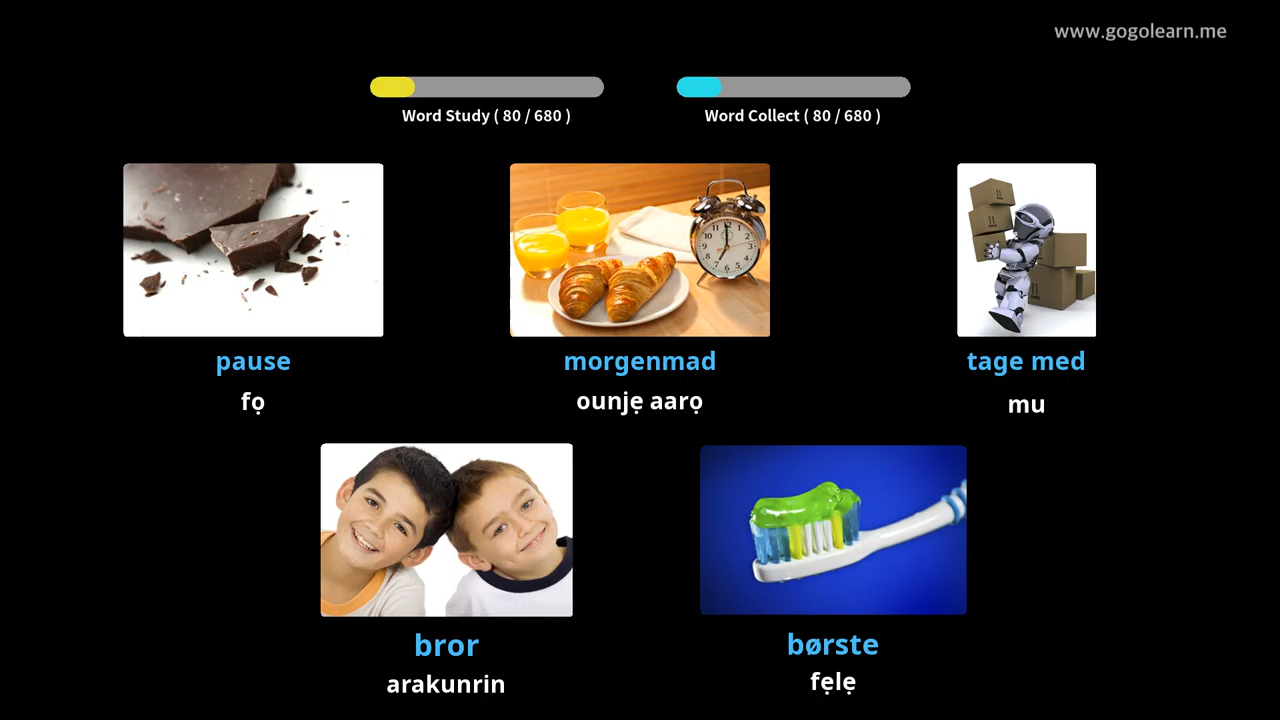 www.gogolearn.me
Word Study ( 80 / 680 )
Word Collect ( 80 / 680 )
pause
morgenmad
tage med
fọ
ounjẹ aarọ
mu
bror
børste
arakunrin
fẹlẹ